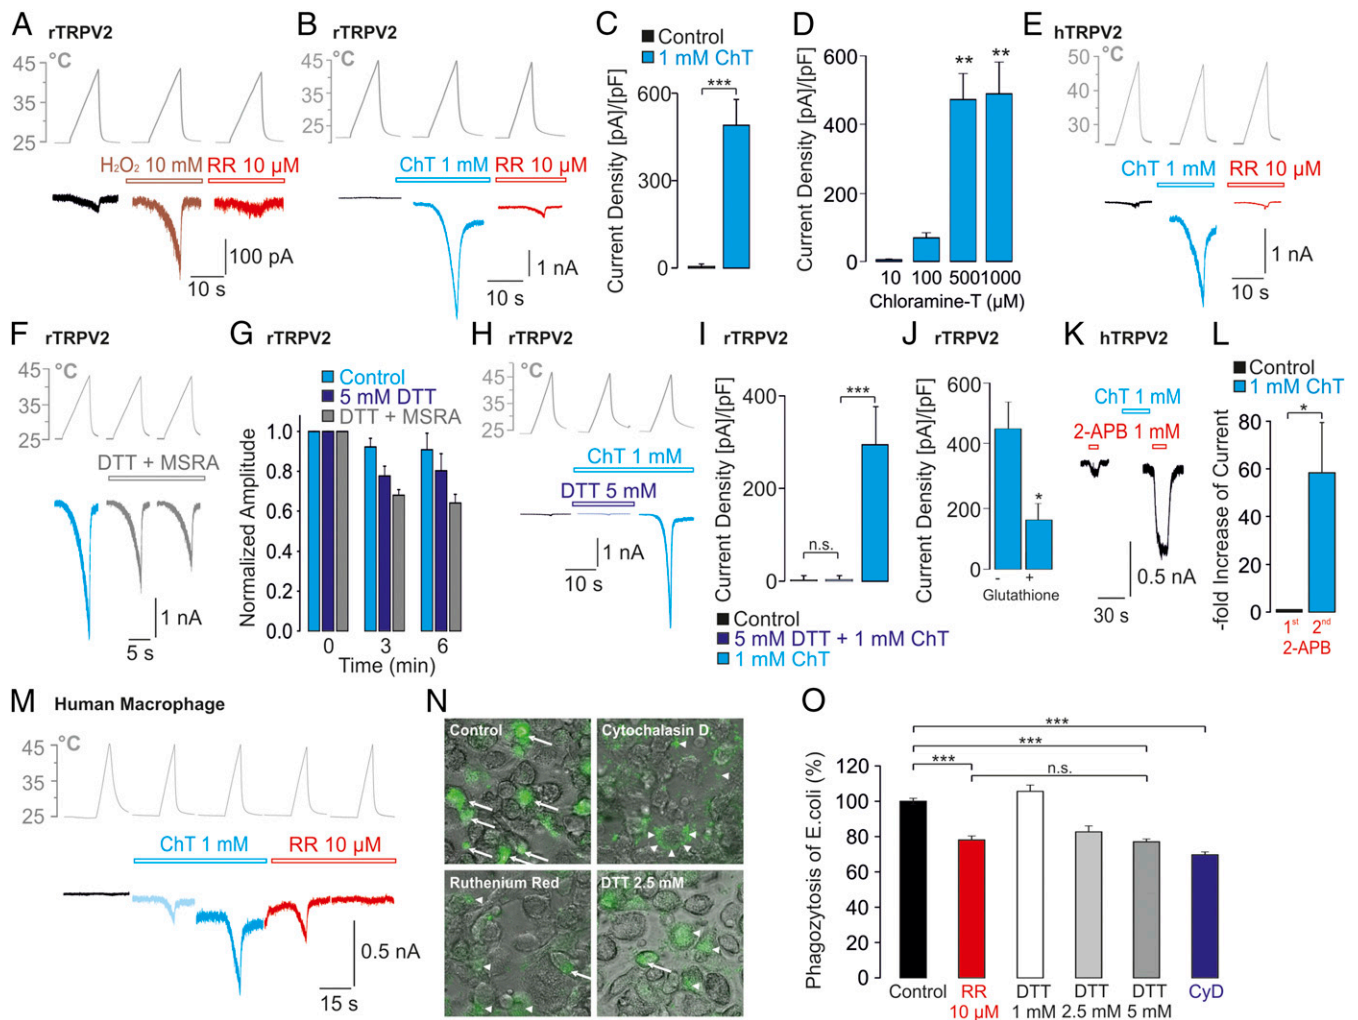 A rTRPV2
°C
45
35
25
H₂O₂ 10 mM RR 10 µM
100 pA
10 s
B rTRPV2
45
35
25
ChT 1 mM RR 10 µM
1 nA
10 s
C
Control
1 mM ChT
Current Density [pA]/[pF]
600
300
0
***
D
Current Density [pA]/[pF]
600
400
200
0
** **
10 100 5001000
Chloramine-T (µM)
E
hTRPV2
°C
50
40
30
ChT 1 mM RR 10 µM
1 nA
10 s
F rTRPV2
45
°C
35
25
DTT + MSRA
1 nA
5 s
G rTRPV2
Control
5 mM DTT
DTT + MSRA
Normalized Amplitude
1.0
0.8
0.6
0.4
0.2
0.0
0 3 6
Time (min)
H rTRPV2
45
°C
35
25
ChT 1 mM
DTT 5 mM
1 nA
10 s
I rTRPV2
Current Density [pA]/[pF]
400
200
0
***
n.s.
Control
5 mM DTT + 1 mM ChT
1 mM ChT
J rTRPV2
Current Density [pA]/[pF]
600
400
200
0
*
- +
Glutathione
K hTRPV2
ChT 1 mM
2-APB 1 mM
0.5 nA
30 s
L
Control
1 mM ChT
-fold Increase of Current
80
60
40
20
0
*
1st 2nd
2-APB
M Human Macrophage
°C
45
35
25
ChT 1 mM RR 10 µM
0.5 nA
15 s
N
Control
Cytochalasin D
Ruthenium Red
DTT 2.5 mM
O
Phagozytosis of E.coli (%)
120
100
80
60
40
20
0
***
***
***
n.s.
Control RR DTT DTT DTT CyD
10 µM 1 mM 2.5 mM 5 mM